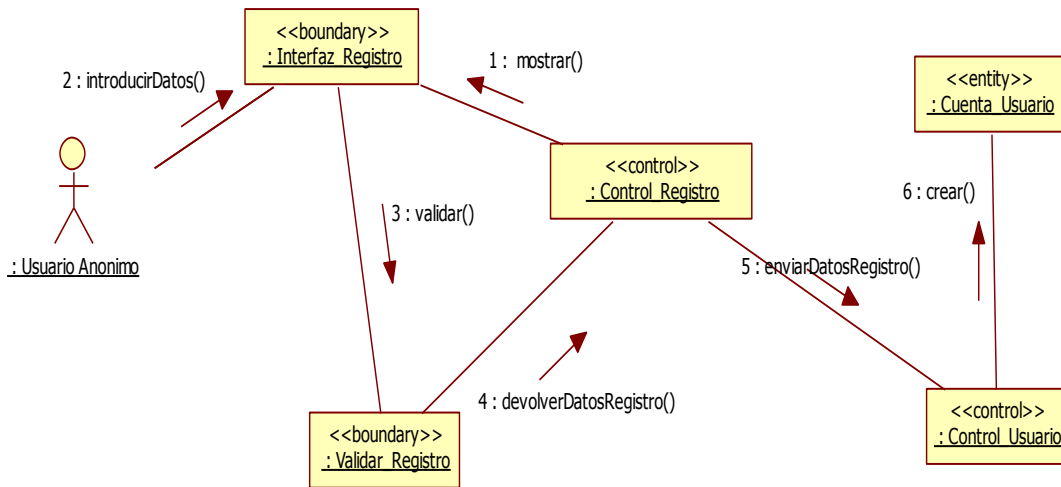 <<boundary>>
: Interfaz_Registro
1 : mostrar()
2 : introducirDatos()
<<entity>>
: Cuenta_Usuario
<<control>>
: Control_Registro
6 : crear()
3 : validar()
: Usuario Anonimo
5 : enviarDatosRegistro()
4 : devolverDatosRegistro()
<<boundary>>
: Validar_Registro
<<control>>
: Control_Usuario